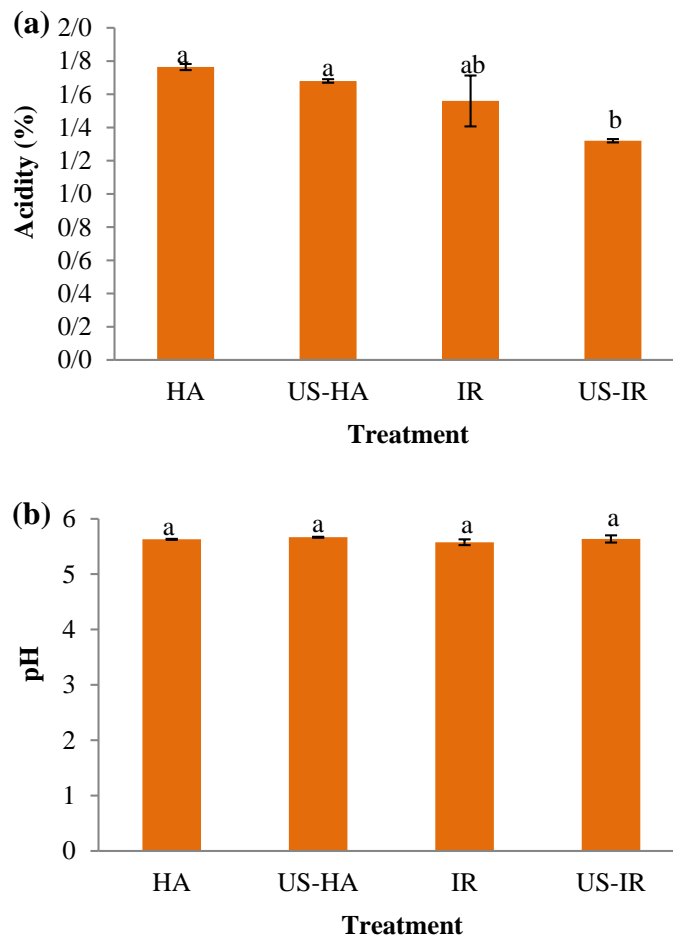 (a)
Acidity (%)
2/0
1/8
1/6
1/4
1/2
1/0
0/8
0/6
0/4
0/2
0/0
a
a
ab
b
HA US-HA IR US-IR
Treatment
(b)
pH
6
5
4
3
2
1
0
a
a
a
a
HA US-HA IR US-IR
Treatment